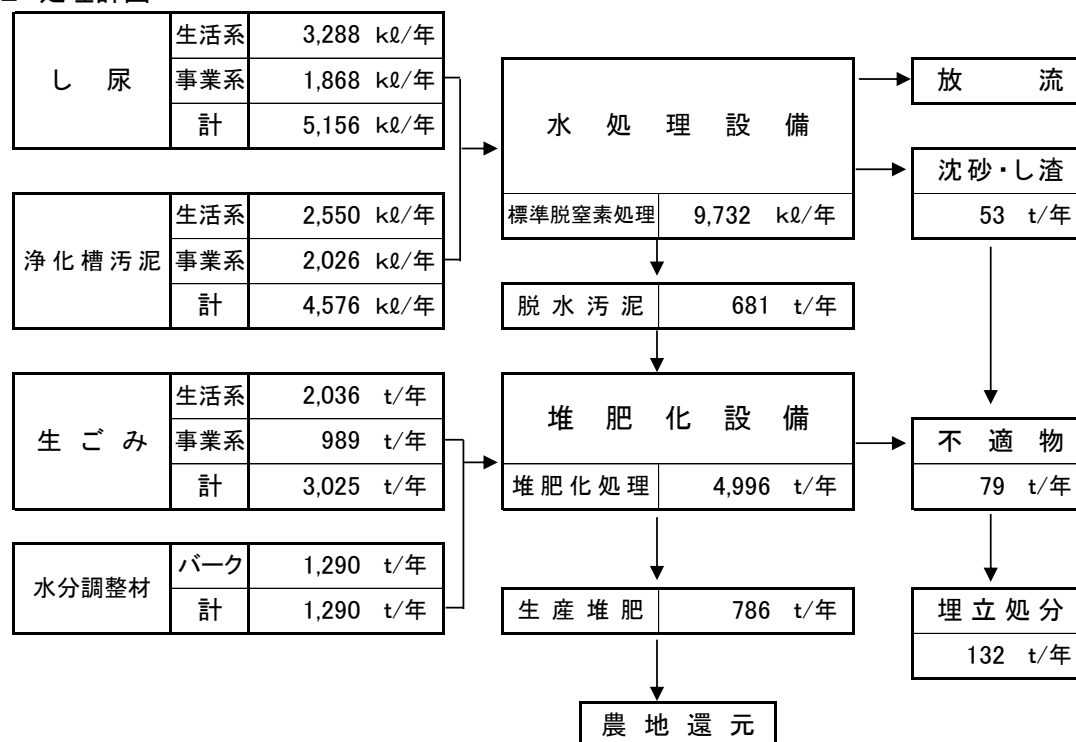 し尿 生活系 3,288 kℓ/年
事業系 1,868 kℓ/年
計 5,156 kℓ/年
浄化槽汚泥 生活系 2,550 kℓ/年
事業系 2,026 kℓ/年
計 4,576 kℓ/年
生ごみ 生活系 2,036 t/年
事業系 989 t/年
計 3,025 t/年
水分調整材 バーク 1,290 t/年
計 1,290 t/年
水処理設備
標準脱窒素処理 9,732 kℓ/年
脱水汚泥 681 t/年
堆肥化設備
堆肥化処理 4,996 t/年
生産堆肥 786 t/年
農地還元
放流
沈砂・し渣
53 t/年
不適物
79 t/年
埋立処分
132 t/年